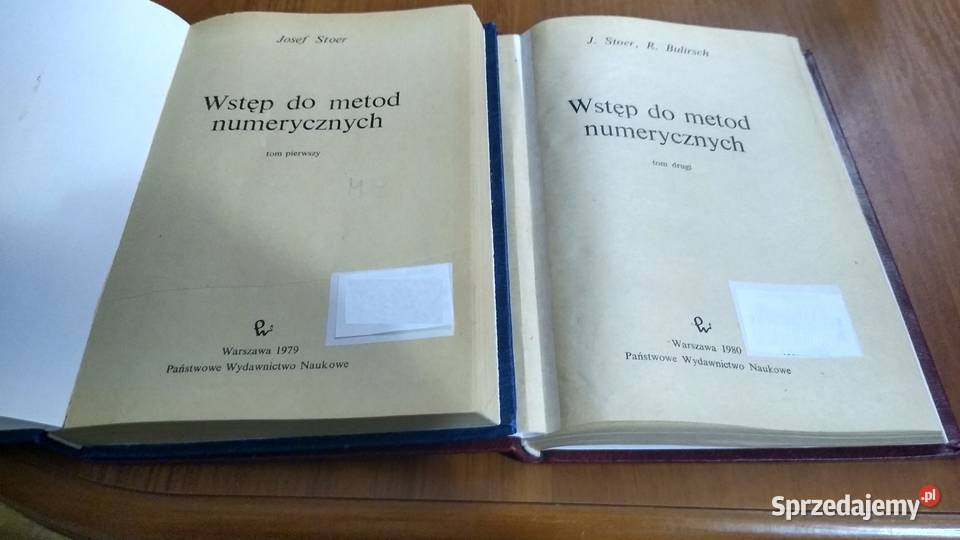 Josef Stoer
Wstęp do metod
numerycznych
tom pierwszy
Warszawa 1979
Państwowe Wydawnictwo Naukowe
J. Stoer, R. Bulirsch
Wstęp do metod
numerycznych
tom drugi
Warszawa 1980
Państwowe Wydawnictwo Naukowe
Sprzedajemy.pl